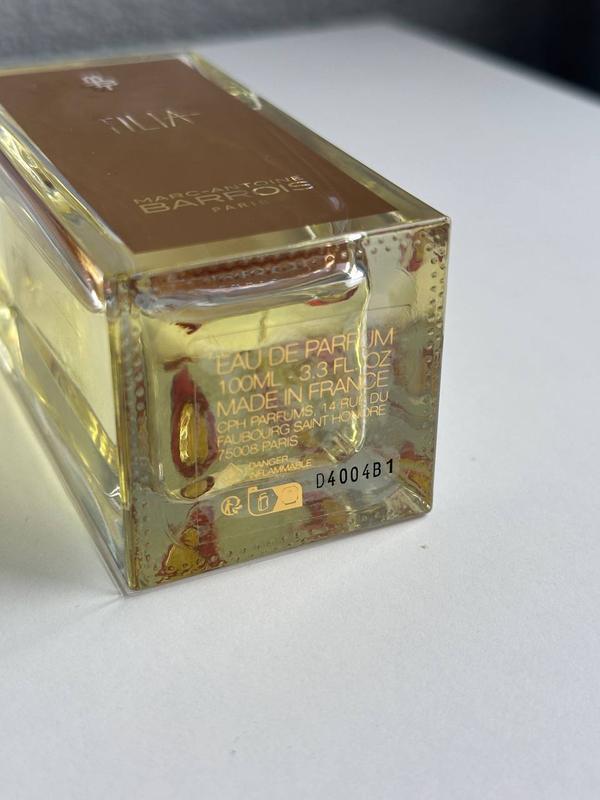 TILIA
MARC-ANTOINE
BARROIS
PARIS
EAU DE PARFUM
100ML 3.3 FL. OZ
MADE IN FRANCE
CPH PARFUMS, 14 RUE DU
FAUBOURG SAINT HONORE
75008 PARIS
DANGER
INFLAMMABLE
D4004B1